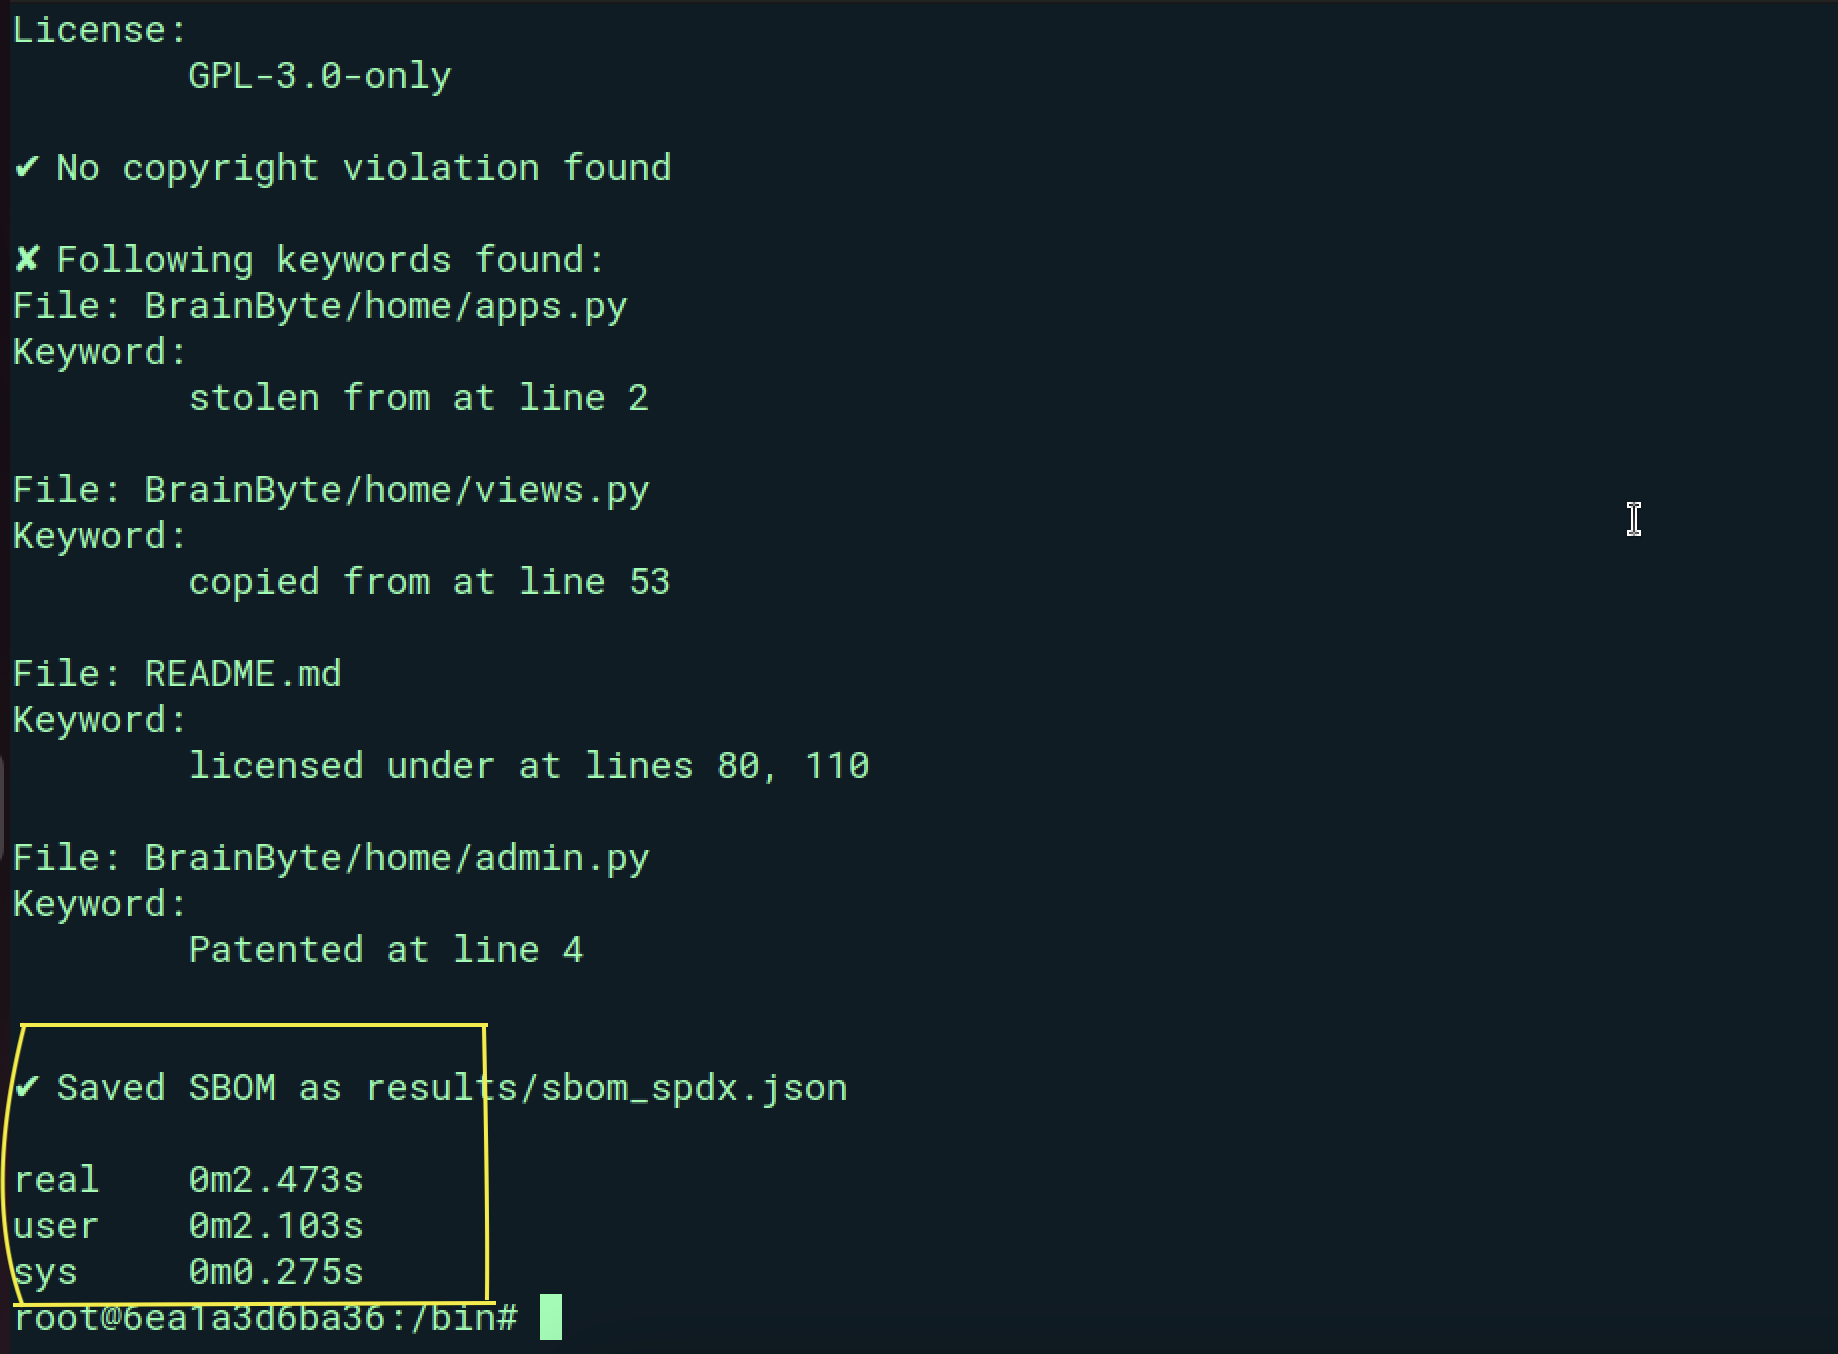 License:
GPL-3.0-only
✔ No copyright violation found
✘ Following keywords found:
File: BrainByte/home/apps.py
Keyword:
stolen from at line 2
File: BrainByte/home/views.py
Keyword:
copied from at line 53
File: README.md
Keyword:
licensed under at lines 80, 110
File: BrainByte/home/admin.py
Keyword:
Patented at line 4
✔ Saved SBOM as results/sbom_spdx.json
real 0m2.473s
user 0m2.103s
sys 0m0.275s
root@6ea1a3d6ba36:/bin#